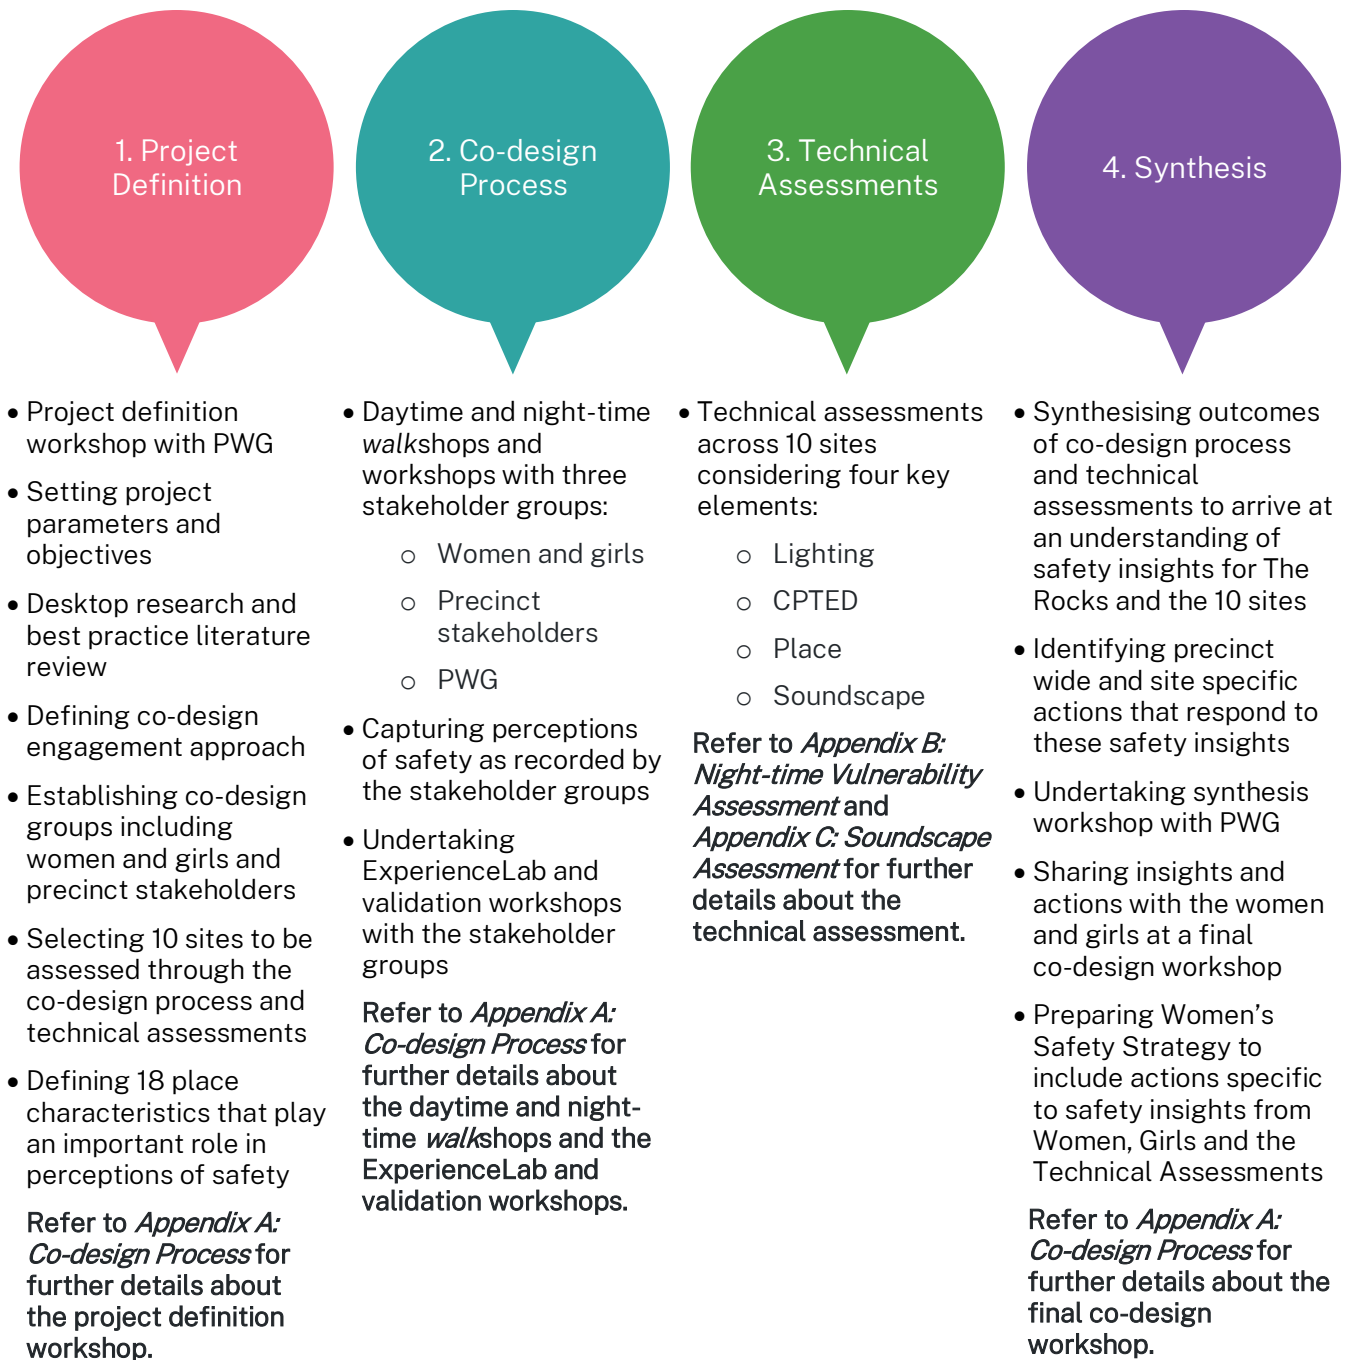 1. Project
Definition
• Project definition
workshop with PWG
• Setting project
parameters and
objectives
• Desktop research and
best practice literature
review
• Defining co-design
engagement approach
• Establishing co-design
groups including
women and girls and
precinct stakeholders
• Selecting 10 sites to be
assessed through the
co-design process and
technical assessments
• Defining 18 place
characteristics that play
an important role in
perceptions of safety
Refer to Appendix A:
Co-design Process for
further details about
the project definition
workshop.
2. Co-design
Process
• Daytime and night-time
walkshops and
workshops with three
stakeholder groups:
o Women and girls
o Precinct
stakeholders
o PWG
• Capturing perceptions
of safety as recorded by
the stakeholder groups
• Undertaking
ExperienceLab and
validation workshops
with the stakeholder
groups
Refer to Appendix A:
Co-design Process for
further details about
the daytime and night-
time walkshops and the
ExperienceLab and
validation workshops.
3. Technical
Assessments
• Technical assessments
across 10 sites
considering four key
elements:
o Lighting
o CPTED
o Place
o Soundscape
Refer to Appendix B:
Night-time Vulnerability
Assessment and
Appendix C: Soundscape
Assessment for further
details about the
technical assessment.
4. Synthesis
• Synthesising outcomes
of co-design process
and technical
assessments to arrive at
an understanding of
safety insights for The
Rocks and the 10 sites
• Identifying precinct
wide and site specific
actions that respond to
these safety insights
• Undertaking synthesis
workshop with PWG
• Sharing insights and
actions with the women
and girls at a final
co-design workshop
• Preparing Women’s
Safety Strategy to
include actions specific
to safety insights from
Women, Girls and the
Technical Assessments
Refer to Appendix A:
Co-design Process for
further details about the
final co-design
workshop.